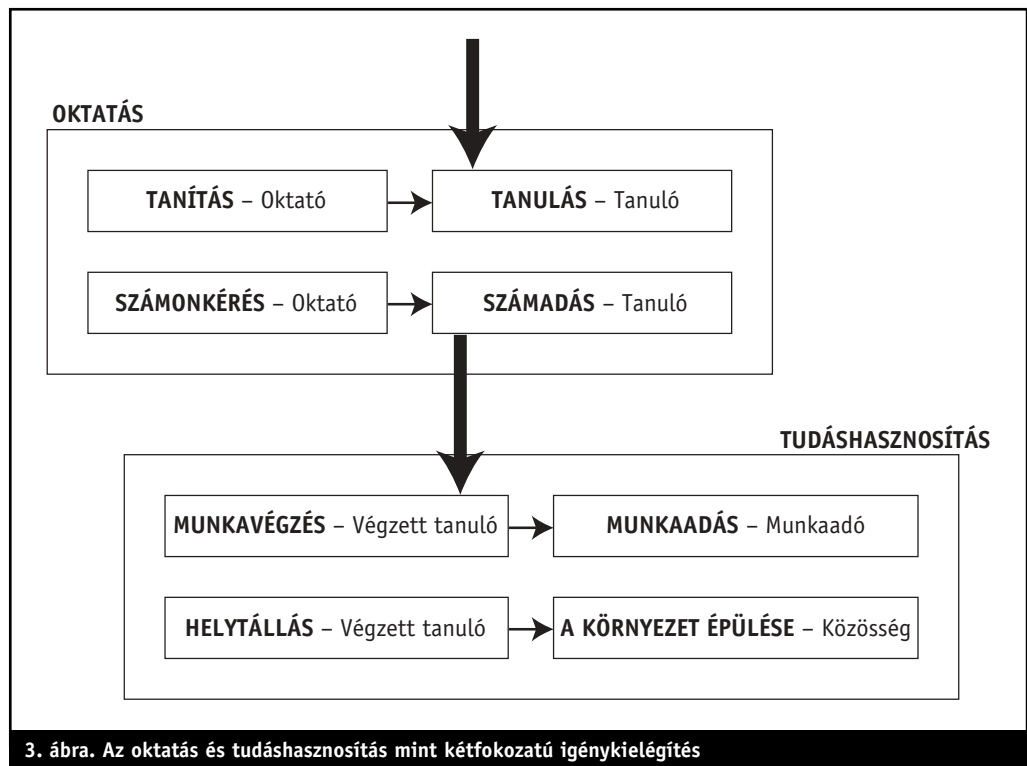 OKTATÁS
TANÍTÁS – Oktató
TANULÁS – Tanuló
SZÁMONKÉRÉS – Oktató
SZÁMADÁS – Tanuló
TUDÁSHASZNOSÍTÁS
MUNKAVÉGZÉS – Végzett tanuló
MUNKAADÁS – Munkaadó
HELYTÁLLÁS – Végzett tanuló
A KÖRNYEZET ÉPÜLÉSE – Közösség
3. ábra. Az oktatás és tudáshasznosítás mint kétfokozatú igénykielégítés